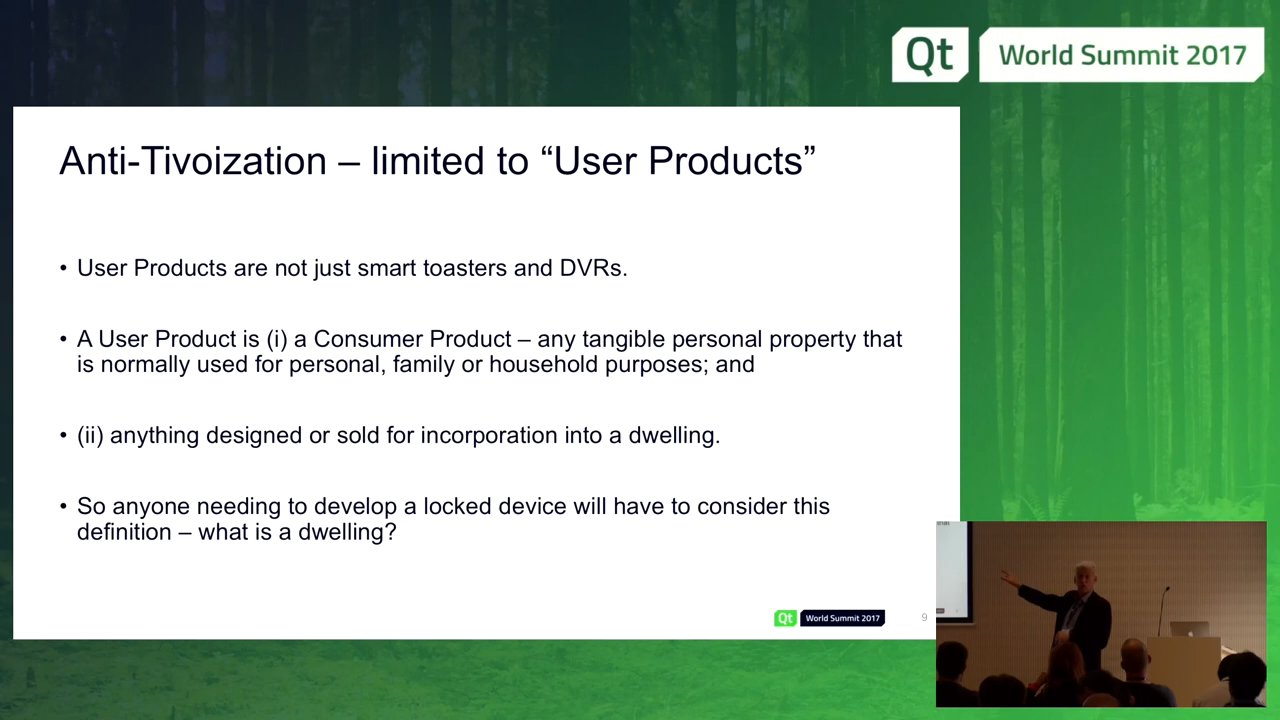 Qt World Summit 2017
Anti-Tivoization – limited to “User Products”
• User Products are not just smart toasters and DVRs.
• A User Product is (i) a Consumer Product – any tangible personal property that
is normally used for personal, family or household purposes; and
• (ii) anything designed or sold for incorporation into a dwelling.
• So anyone needing to develop a locked device will have to consider this
definition – what is a dwelling?
Qt World Summit 2017
9